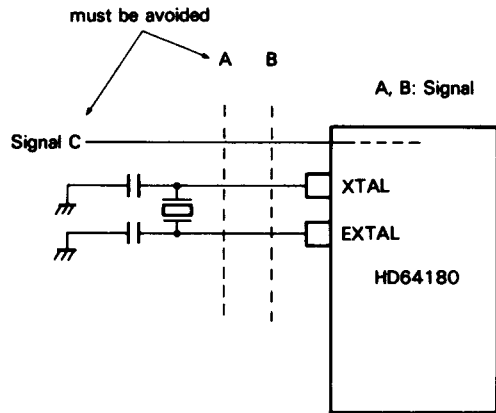 must be avoided
A B
A, B: Signal
Signal C
XTAL
EXTAL
HD64180